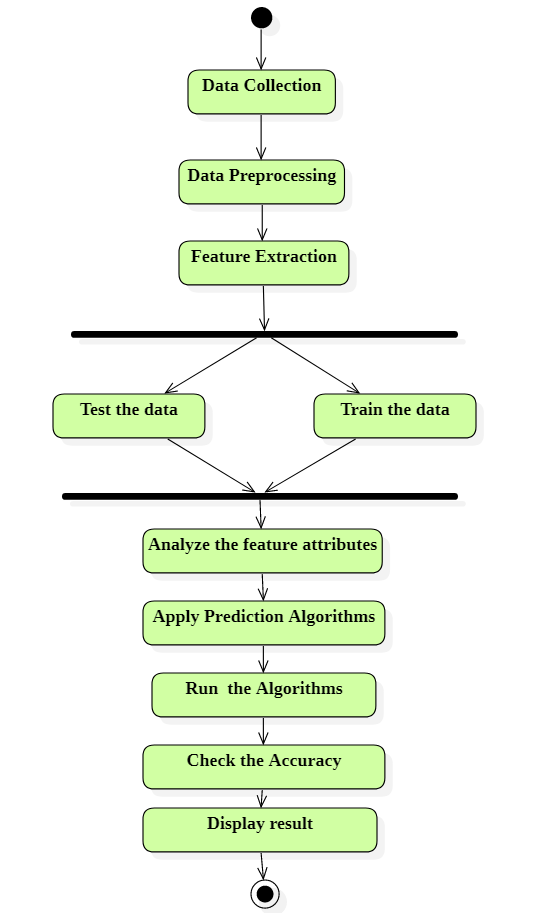 Data Collection
Data Preprocessing
Feature Extraction
Test the data
Train the data
Analyze the feature attributes
Apply Prediction Algorithms
Run  the Algorithms
Check the Accuracy
Display result